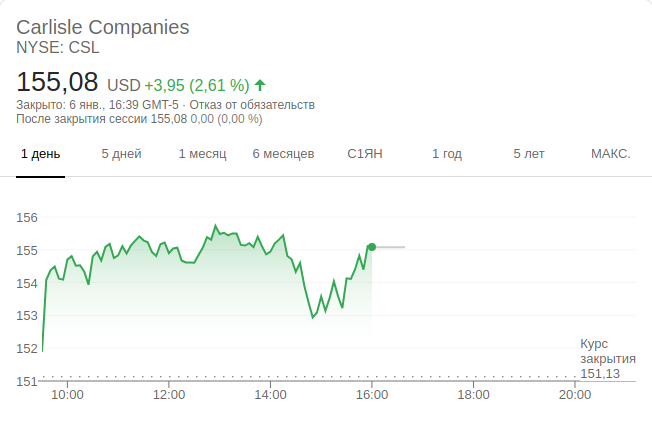 Carlisle Companies
NYSE: CSL
155,08 USD +3,95 (2,61 %)
Закрыто: 6 янв., 16:39 GMT-5 · Отказ от обязательств
После закрытия сессии 155,08 0,00 (0,00 %)
1 день 5 дней 1 месяц 6 месяцев С1ЯН 1 год 5 лет МАКС.
156
155
154
153
152
Курс
закрытия
151,13
151
10:00 12:00 14:00 16:00 18:00 20:00